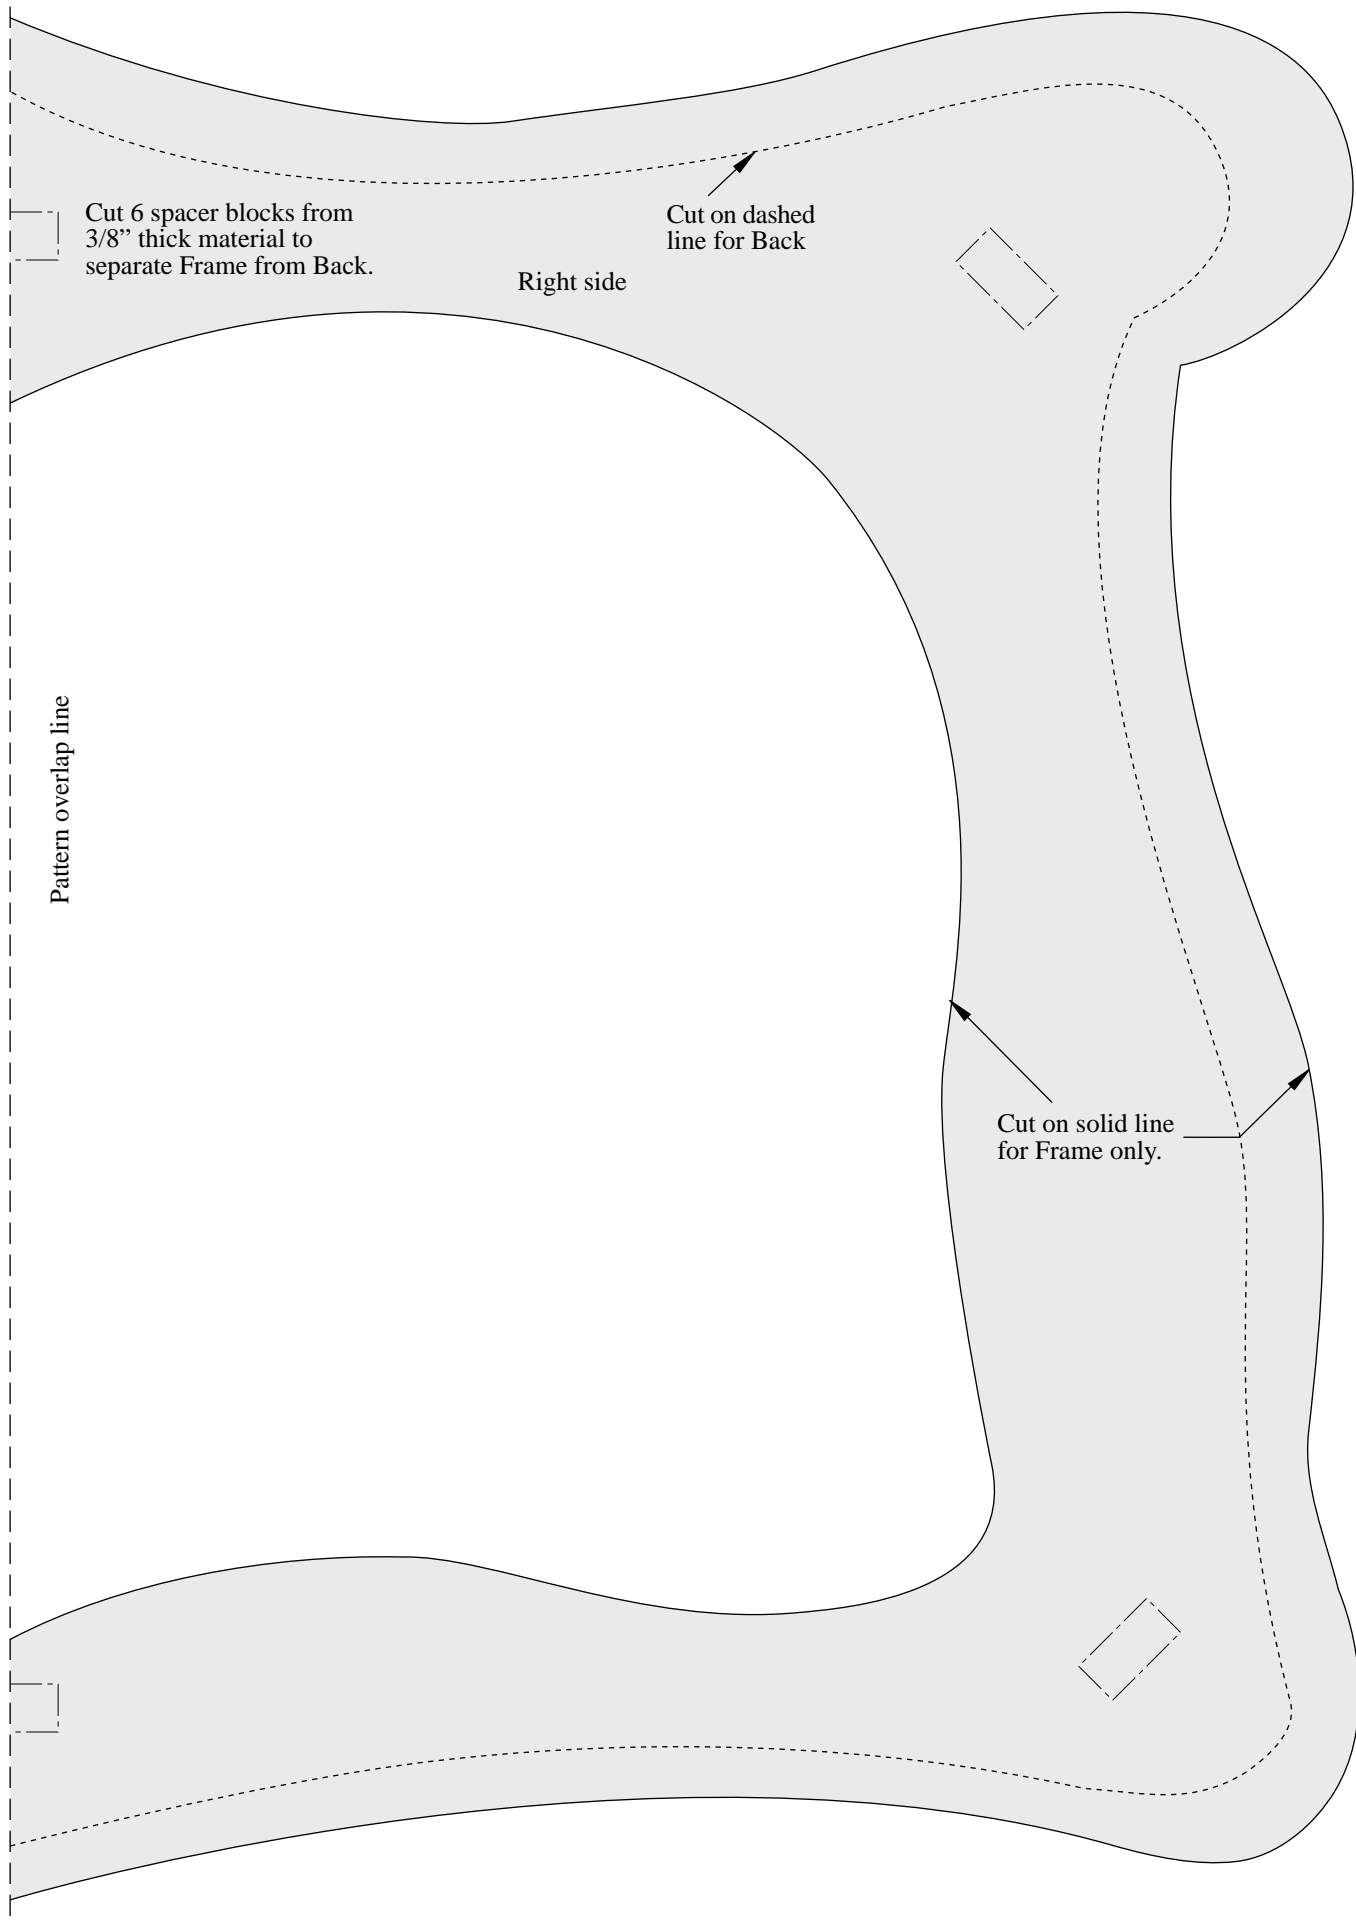 Cut 6 spacer blocks from
3/8” thick material to
separate Frame from Back.
Cut on dashed
line for Back
Right side
Pattern overlap line
Cut on solid line
for Frame only.